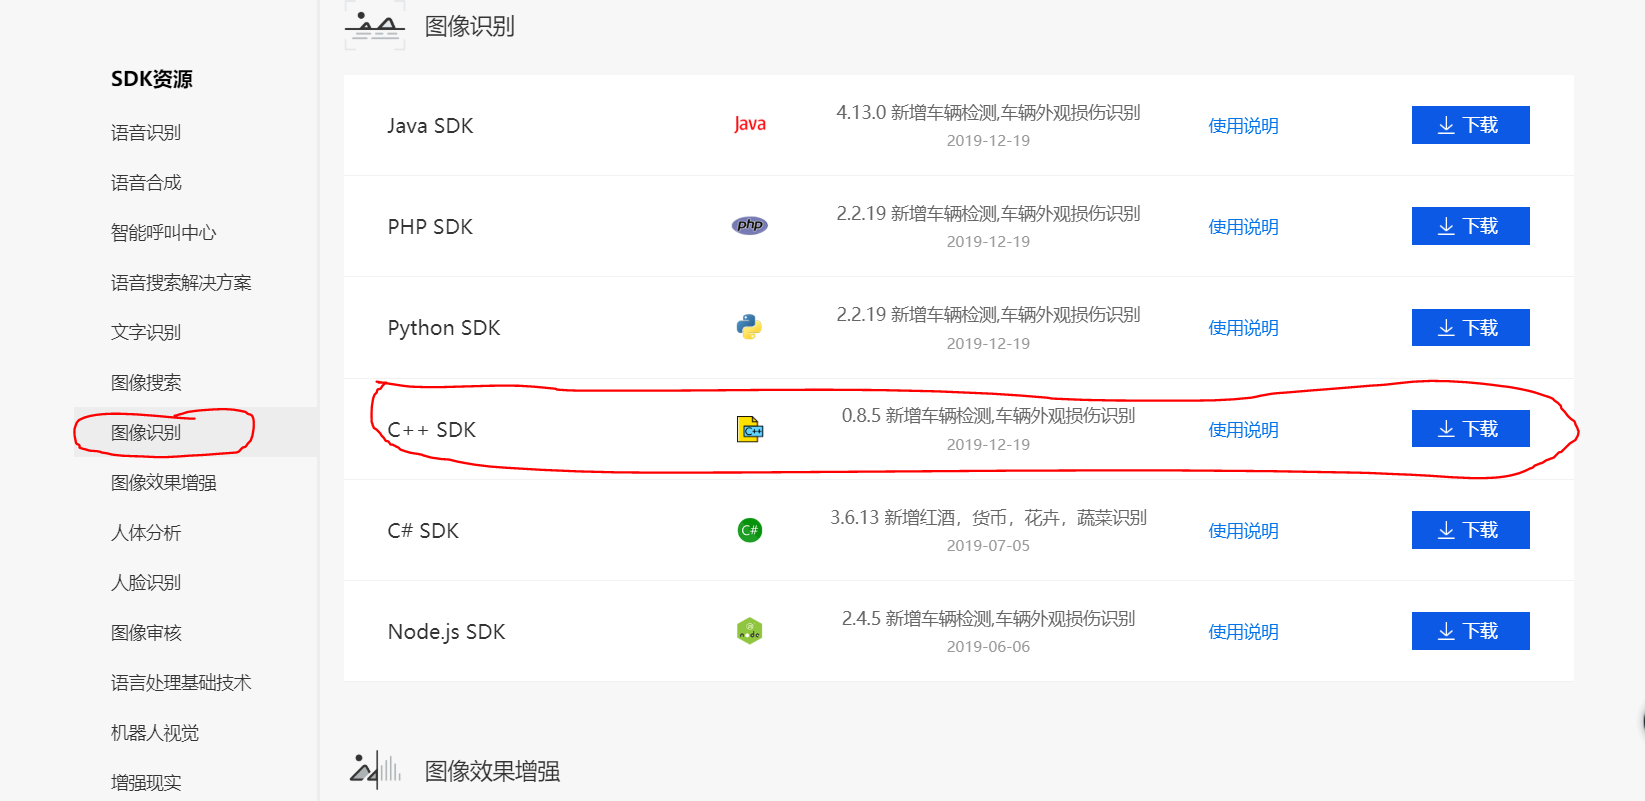 图像识别
SDK资源
语音识别
语音合成
智能呼叫中心
语音搜索解决方案
文字识别
图像搜索
图像识别
图像效果增强
人体分析
人脸识别
图像审核
语言处理基础技术
机器人视觉
增强现实
Java SDK
Java
4.13.0 新增车辆检测,车辆外观损伤识别
2019-12-19
使用说明
下载
PHP SDK
php
2.2.19 新增车辆检测,车辆外观损伤识别
2019-12-19
使用说明
下载
Python SDK
2.2.19 新增车辆检测,车辆外观损伤识别
2019-12-19
使用说明
下载
C++ SDK
C++
0.8.5 新增车辆检测,车辆外观损伤识别
2019-12-19
使用说明
下载
C# SDK
C#
3.6.13 新增红酒，货币，花卉，蔬菜识别
2019-07-05
使用说明
下载
Node.js SDK
node
2.4.5 新增车辆检测,车辆外观损伤识别
2019-06-06
使用说明
下载
图像效果增强